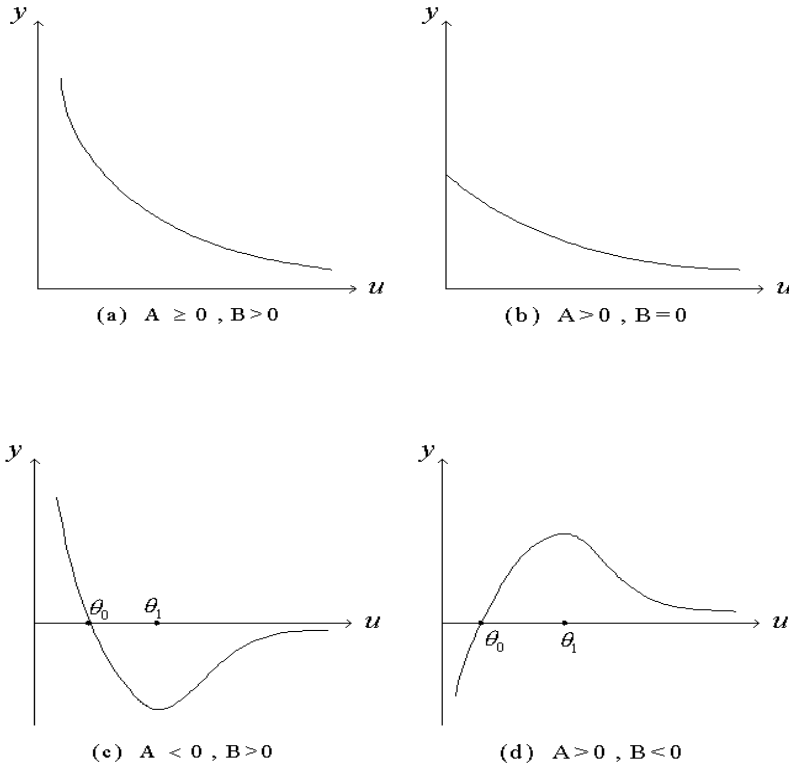 y
u
(a) A ≥ 0 , B > 0
y
u
(b) A > 0 , B = 0
y
θ₀
θ₁
u
(c) A < 0 , B > 0
y
θ₀
θ₁
u
(d) A > 0 , B < 0